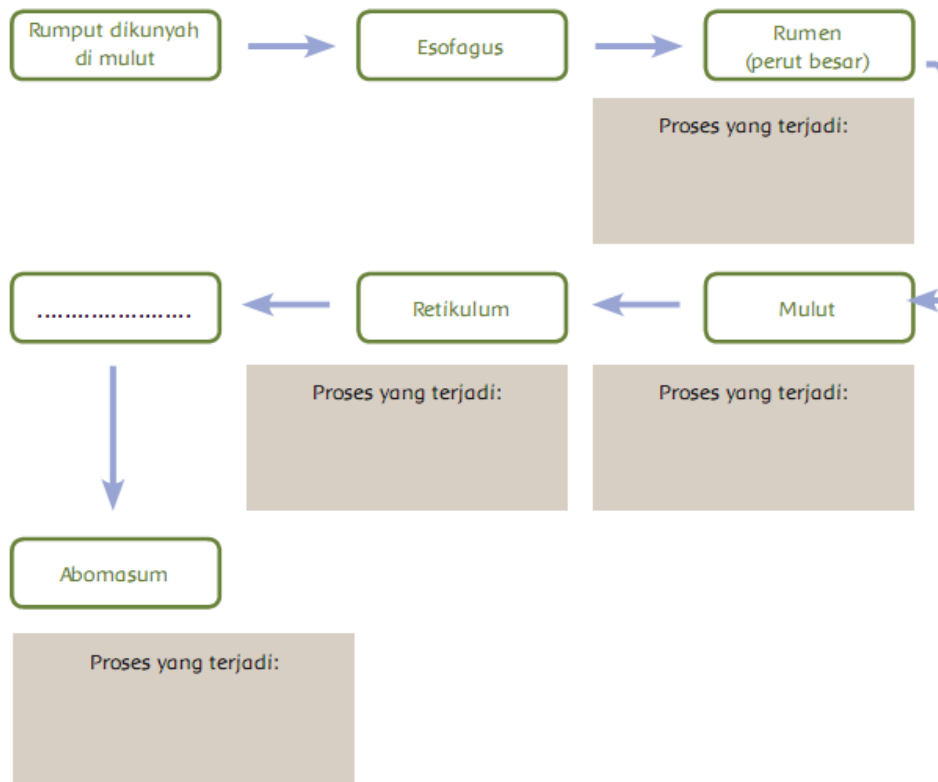 Rumput dikunyah
di mulut
Esofagus
Rumen
(perut besar)
Proses yang terjadi:
.......................
Retikulum
Mulut
Proses yang terjadi:
Proses yang terjadi:
Abomasum
Proses yang terjadi: